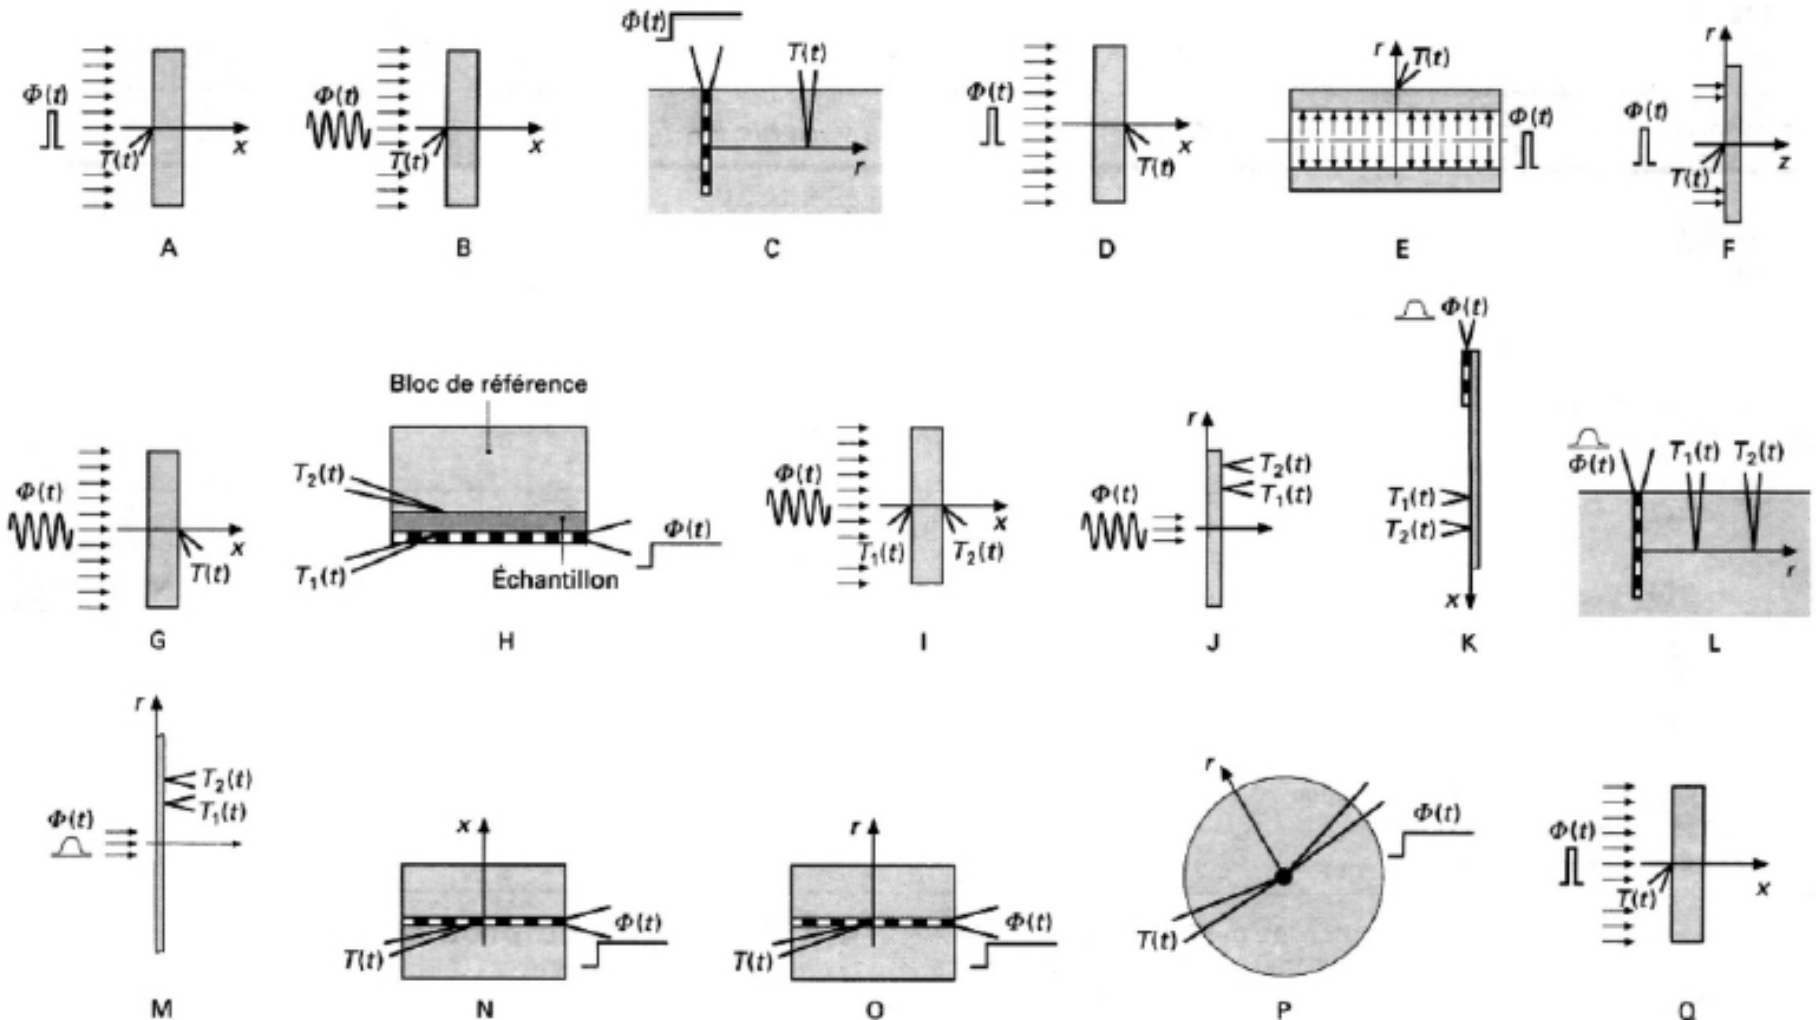 Φ(t)
T(t)
x
A
Φ(t)
T(t)
x
B
Φ(t)
T(t)
r
C
Φ(t)
T(t)
x
D
r
T(t)
Φ(t)
E
r
Φ(t)
T(t)
z
F
Φ(t)
x
T(t)
G
Bloc de référence
T₂(t)
Φ(t)
T₁(t)
Échantillon
H
Φ(t)
x
T₁(t)
T₂(t)
I
r
T₂(t)
T₁(t)
Φ(t)
J
Φ(t)
T₁(t)
T₂(t)
x
K
Φ(t)
T₁(t)
T₂(t)
r
L
r
T₂(t)
T₁(t)
Φ(t)
M
x
Φ(t)
T(t)
N
r
Φ(t)
T(t)
O
r
Φ(t)
T(t)
P
Φ(t)
T(t)
x
Q